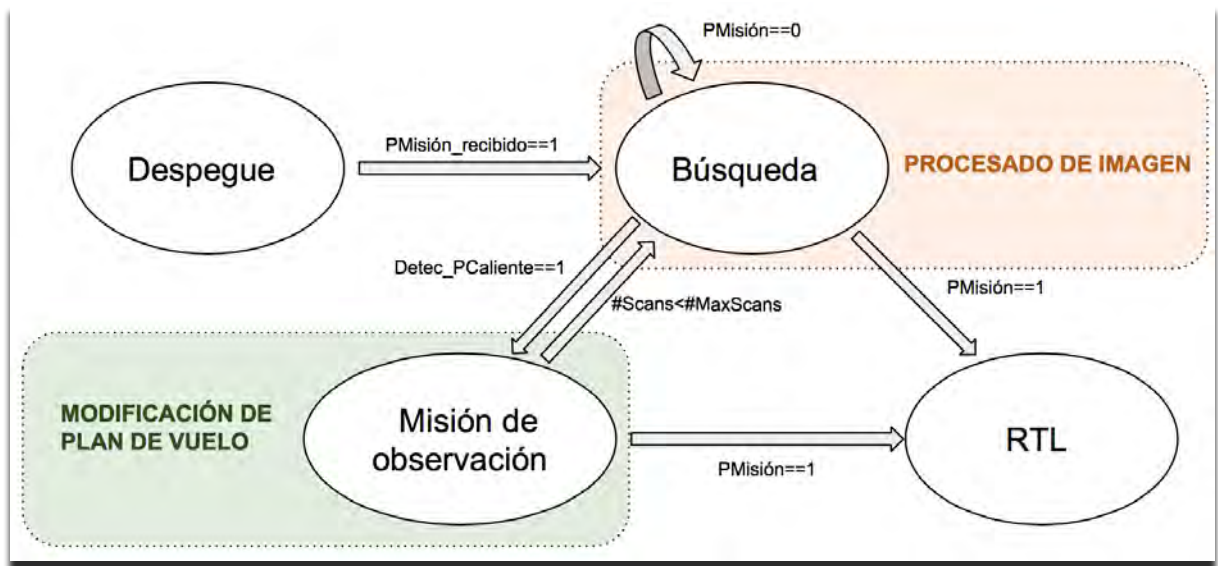 PMisión==0
Despegue
PMisión_recibido==1
Búsqueda
PROCESADO DE IMAGEN
Detec_PCaliente==1
#Scans<#MaxScans
PMisión==1
MODIFICACIÓN DE
PLAN DE VUELO
Misión de
observación
PMisión==1
RTL